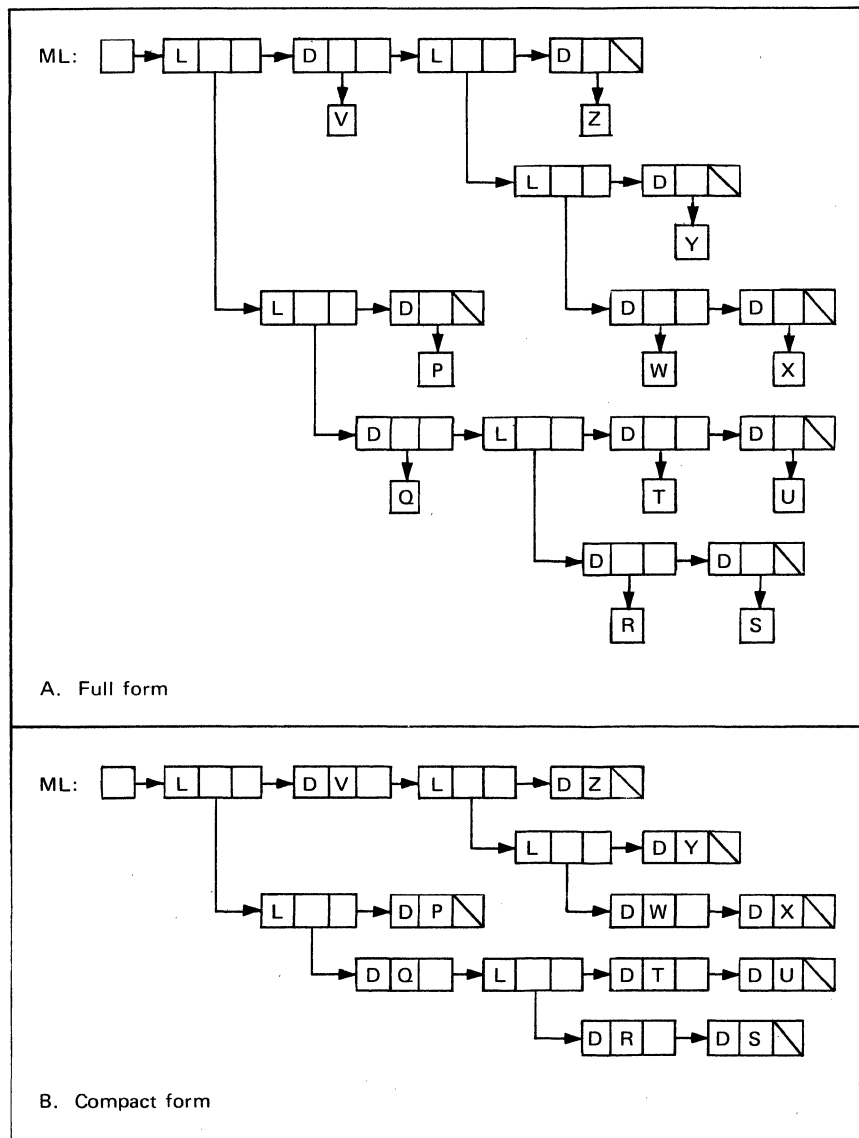 ML: L D L D
V Z
L D
Y
L D D D
P W X
D L D D
Q T U
D D
R S
A. Full form
ML: L D V L D Z
L D Y
L D P D W D X
D Q L D T D U
D R D S
B. Compact form